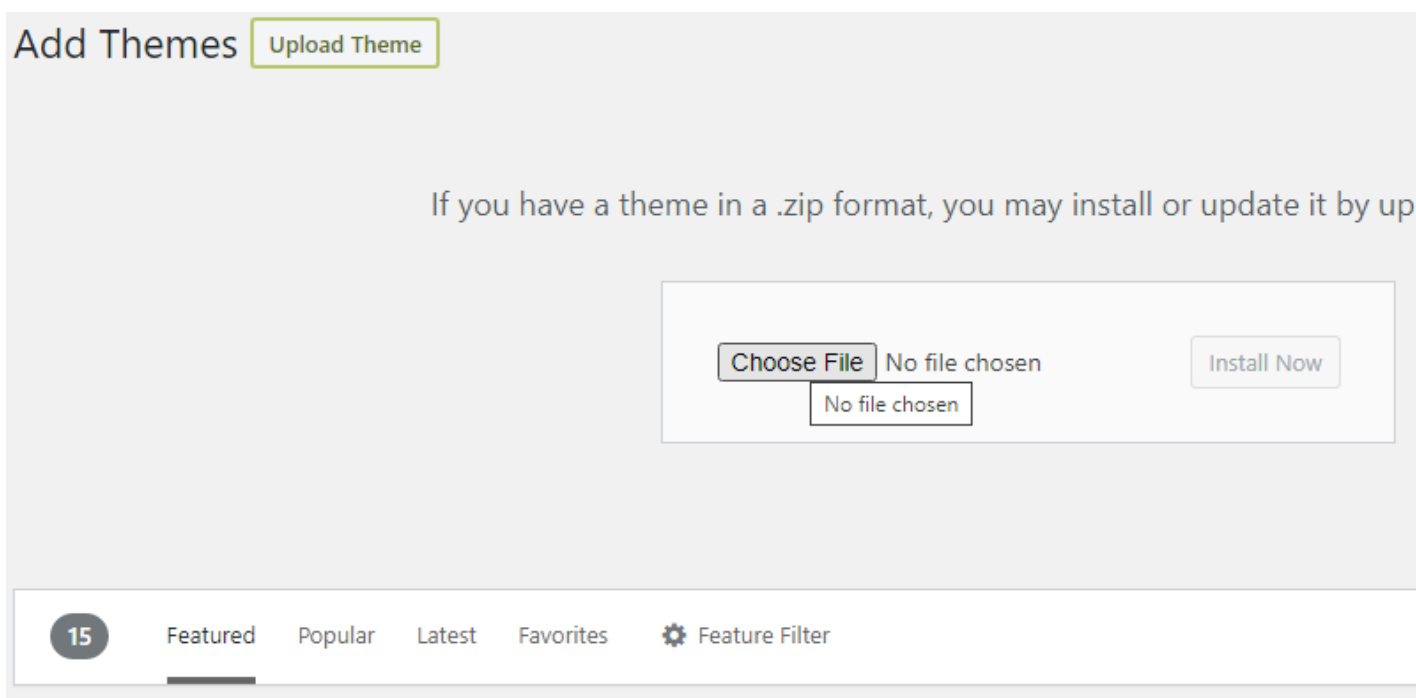 Add Themes Upload Theme
If you have a theme in a .zip format, you may install or update it by up
Choose File No file chosen Install Now
No file chosen
15 Featured Popular Latest Favorites Feature Filter